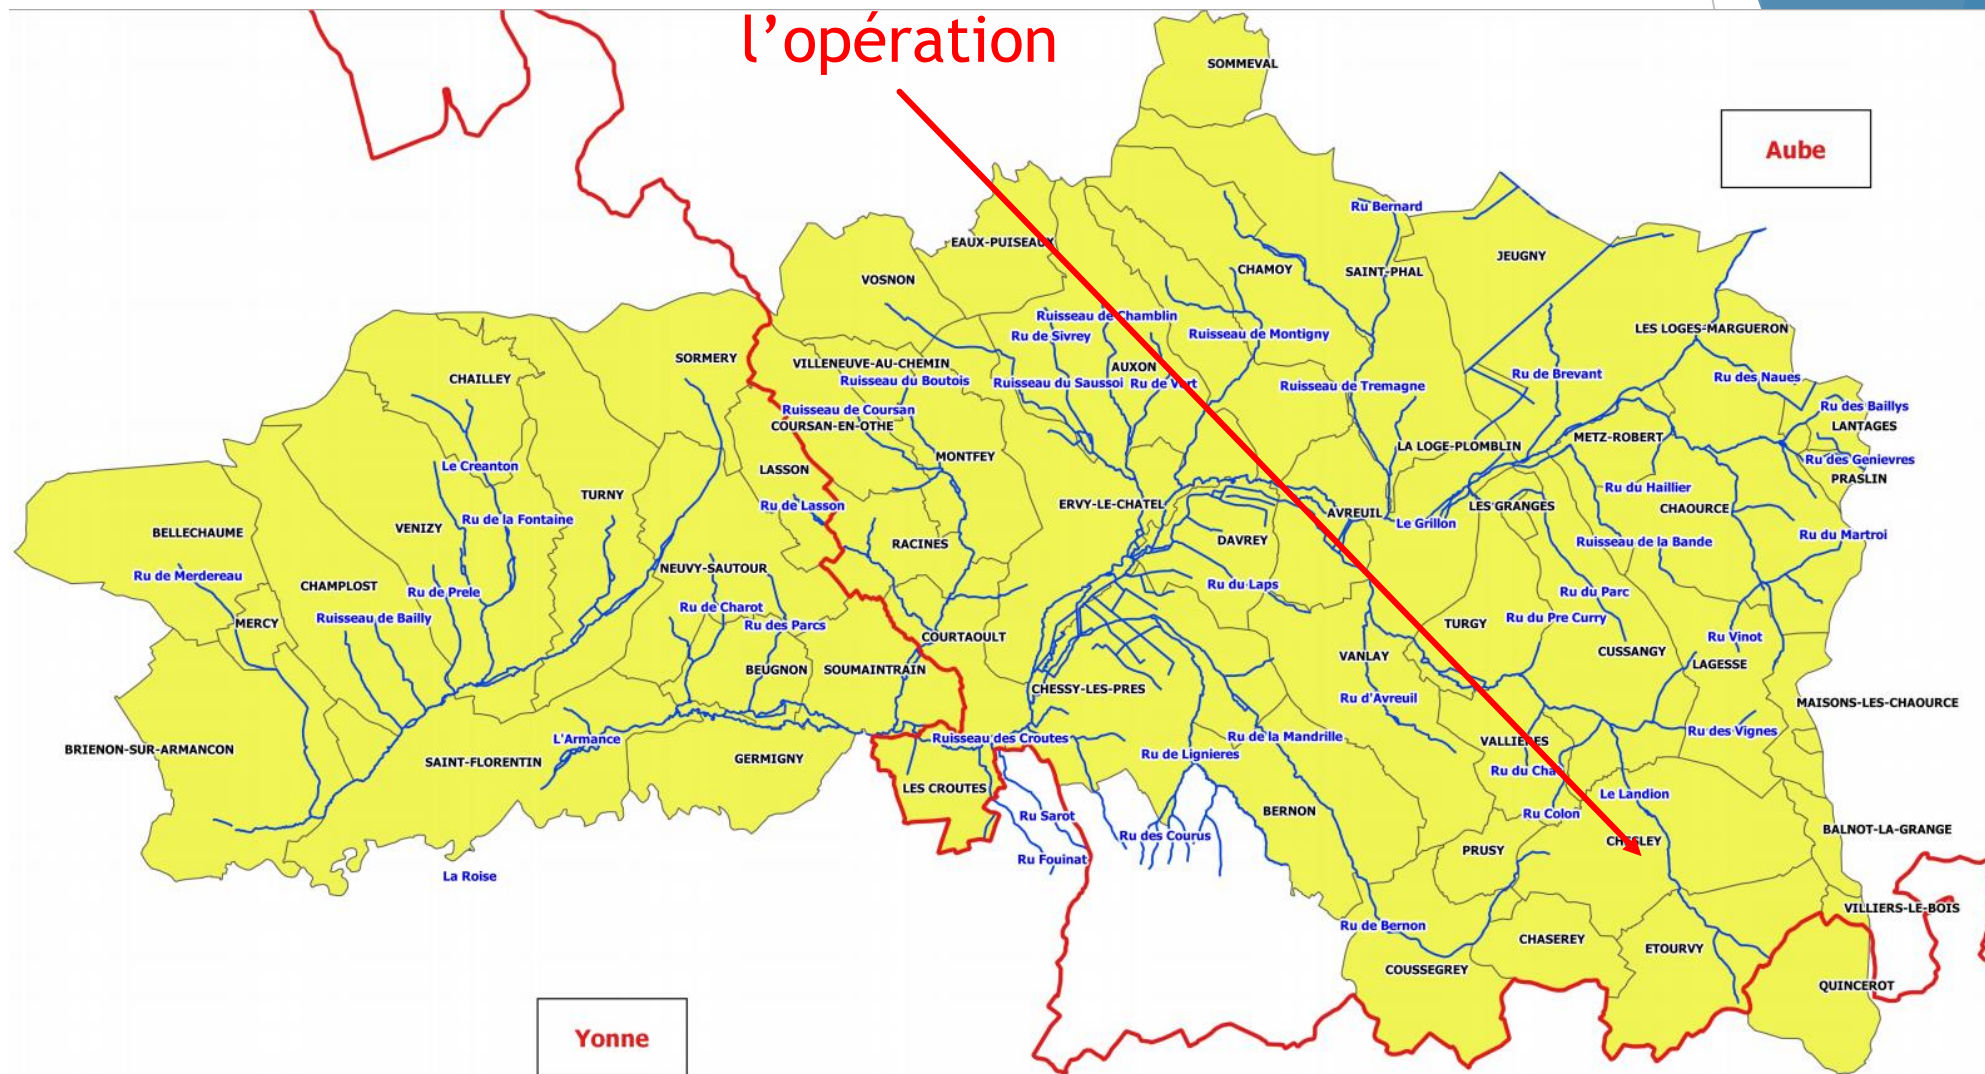 l’opération
SOMMEVAL
Aube
Ru Bernard
EAUX-PUISEAUX
JEUGNY
CHAMOY
SAINT-PHAL
VOSNON
Ruisseau de Chamblin
LES LOGES-MARGUERON
Ru de Sivrey
Ruisseau de Montigny
SORMERY
VILLENEUVE-AU-CHEMIN
AUXON
CHAILLEY
Ruisseau du Boutois
Ruisseau du Saussoi
Ru de Vert
Ruisseau de Tremagne
Ru de Brevant
Ru des Naues
Ruisseau de Coursan
Ru des Baillys
COURSAN-EN-OTHE
LANTAGES
METZ-ROBERT
LA LOGE-PLOMBLIN
MONTFEY
Ru des Genievres
Le Creanton
LASSON
PRASLIN
TURNY
Ru du Haillier
Ru de Lasson
ERVY-LE-CHATEL
LES GRANGES
CHAOURCE
AVREUIL
Ru de la Fontaine
Le Grillon
VENIZY
BELLECHAUME
RACINES
DAVREY
Ruisseau de la Bande
Ru du Martroi
NEUVY-SAUTOUR
Ru de Merdereau
CHAMPLOST
Ru du Laps
Ru de Prele
Ru du Parc
Ru de Charot
Ruisseau de Bailly
Ru du Pre Curry
MERCY
Ru des Parcs
TURGY
COURTAOULT
Ru Vinot
CUSSANGY
VANLAY
LAGESSE
BEUGNON
SOUMAINTRAIN
CHESSY-LES-PRES
Ru d'Avreuil
MAISONS-LES-CHAOURCE
Ru des Vignes
L'Armance
Ruisseau des Croutes
Ru de la Mandrille
VALLIERES
BRIENON-SUR-ARMANCON
Ru de Lignieres
GERMIGNY
SAINT-FLORENTIN
Ru du Cha
LES CROUTES
Le Landion
BERNON
Ru Colon
Ru Sarot
BALNOT-LA-GRANGE
Ru des Courus
CHESLEY
PRUSY
Ru Fouinat
La Roise
VILLIERS-LE-BOIS
Ru de Bernon
CHASEREY
ETOURVY
COUSSEGREY
QUINCEROT
Yonne